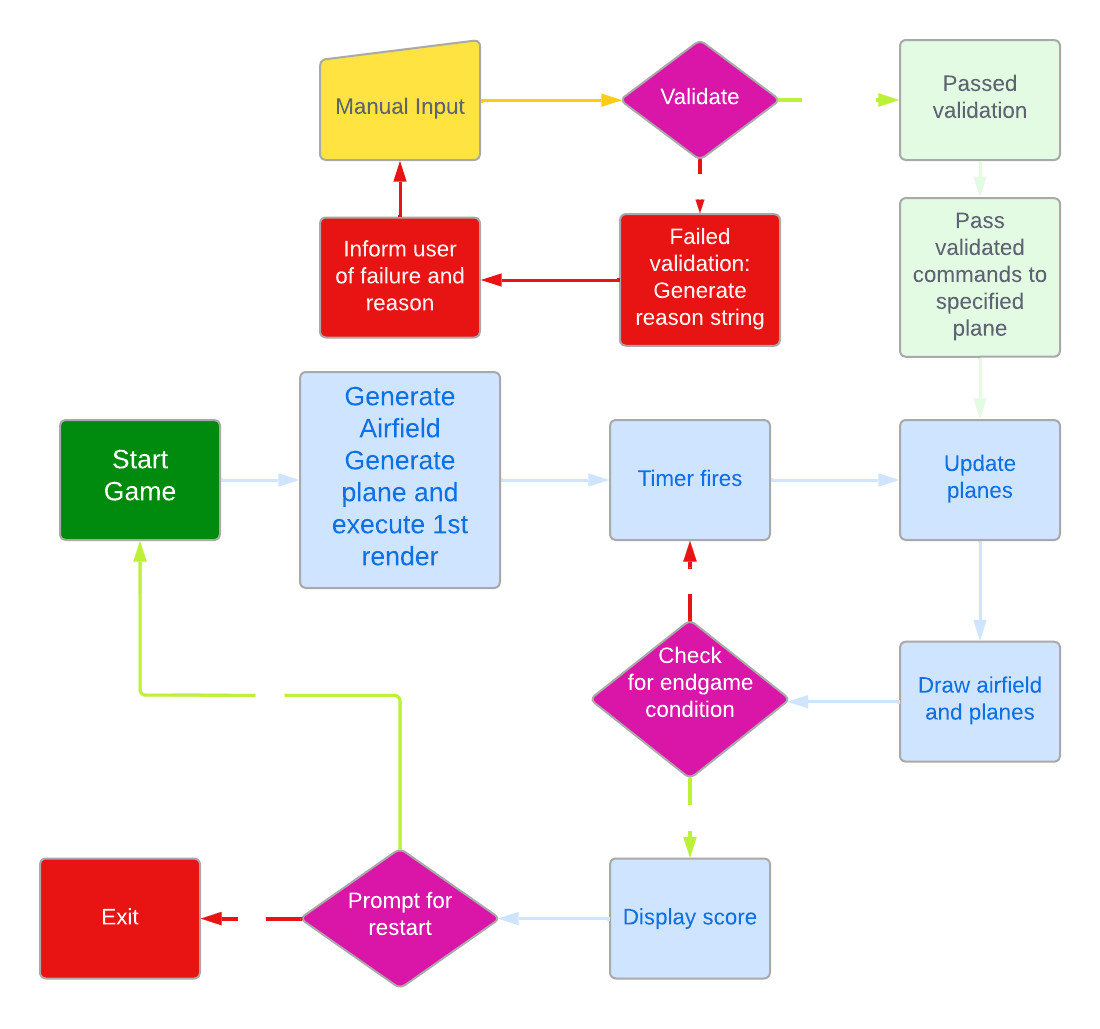 Manual Input
Validate
Passed
validation
Inform user
of failure and
reason
Failed
validation:
Generate
reason string
Pass
validated
commands to
specified
plane
Start
Game
Generate
Airfield
Generate
plane and
execute 1st
render
Timer fires
Update
planes
Check
for endgame
condition
Draw airfield
and planes
Exit
Prompt for
restart
Display score